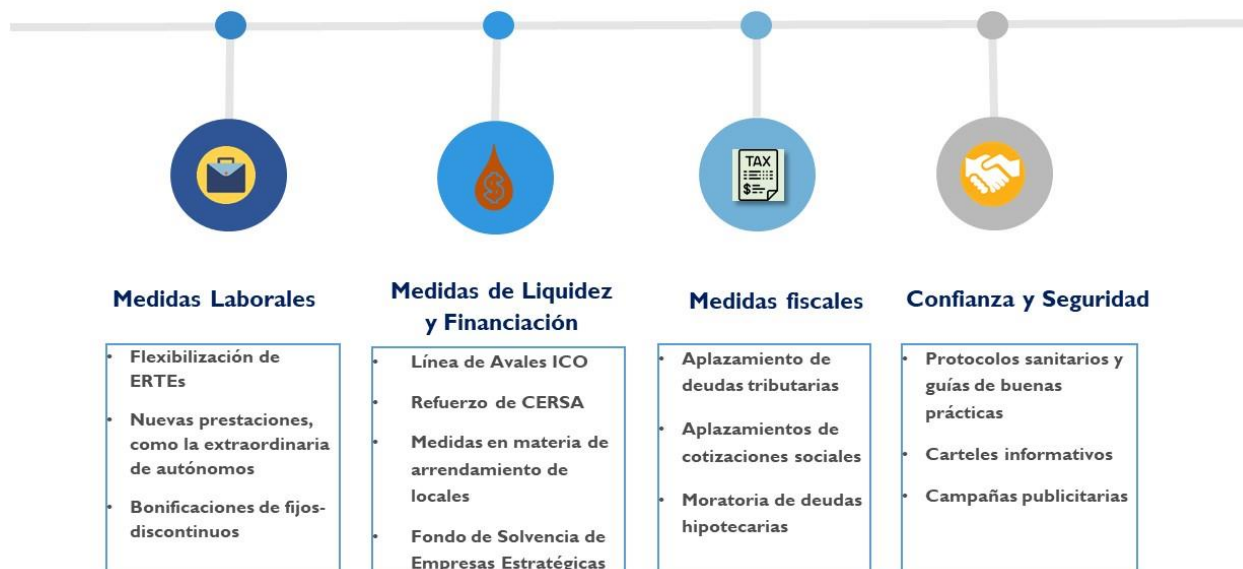 TAX
$
Medidas Laborales
• Flexibilización de
ERTEs
• Nuevas prestaciones,
como la extraordinaria
de autónomos
• Bonificaciones de fijos-
discontinuos
Medidas de Liquidez
y Financiación
• Línea de Avales ICO
• Refuerzo de CERSA
• Medidas en materia de
arrendamiento de
locales
• Fondo de Solvencia de
Empresas Estratégicas
Medidas fiscales
• Aplazamiento de
deudas tributarias
• Aplazamientos de
cotizaciones sociales
• Moratoria de deudas
hipotecarias
Confianza y Seguridad
• Protocolos sanitarios y
guías de buenas
prácticas
• Carteles informativos
• Campañas publicitarias